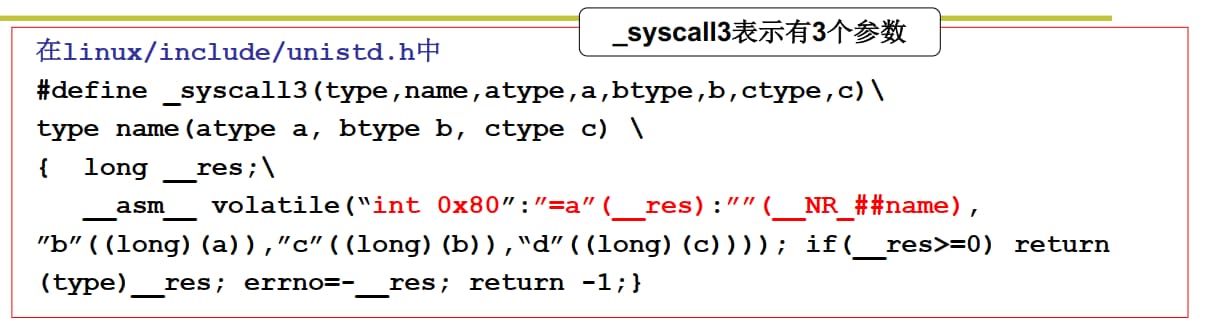 _syscall3表示有3个参数
在linux/include/unistd.h中
#define _syscall3(type,name,atype,a,btype,b,ctype,c)\
type name(atype a, btype b, ctype c) \
{ long __res;\
__asm__ volatile(“int 0x80”:”=a”(__res):””(__NR_##name),
”b”((long)(a)),”c”((long)(b)),“d”((long)(c)))); if(__res>=0) return
(type)__res; errno=-__res; return -1;}